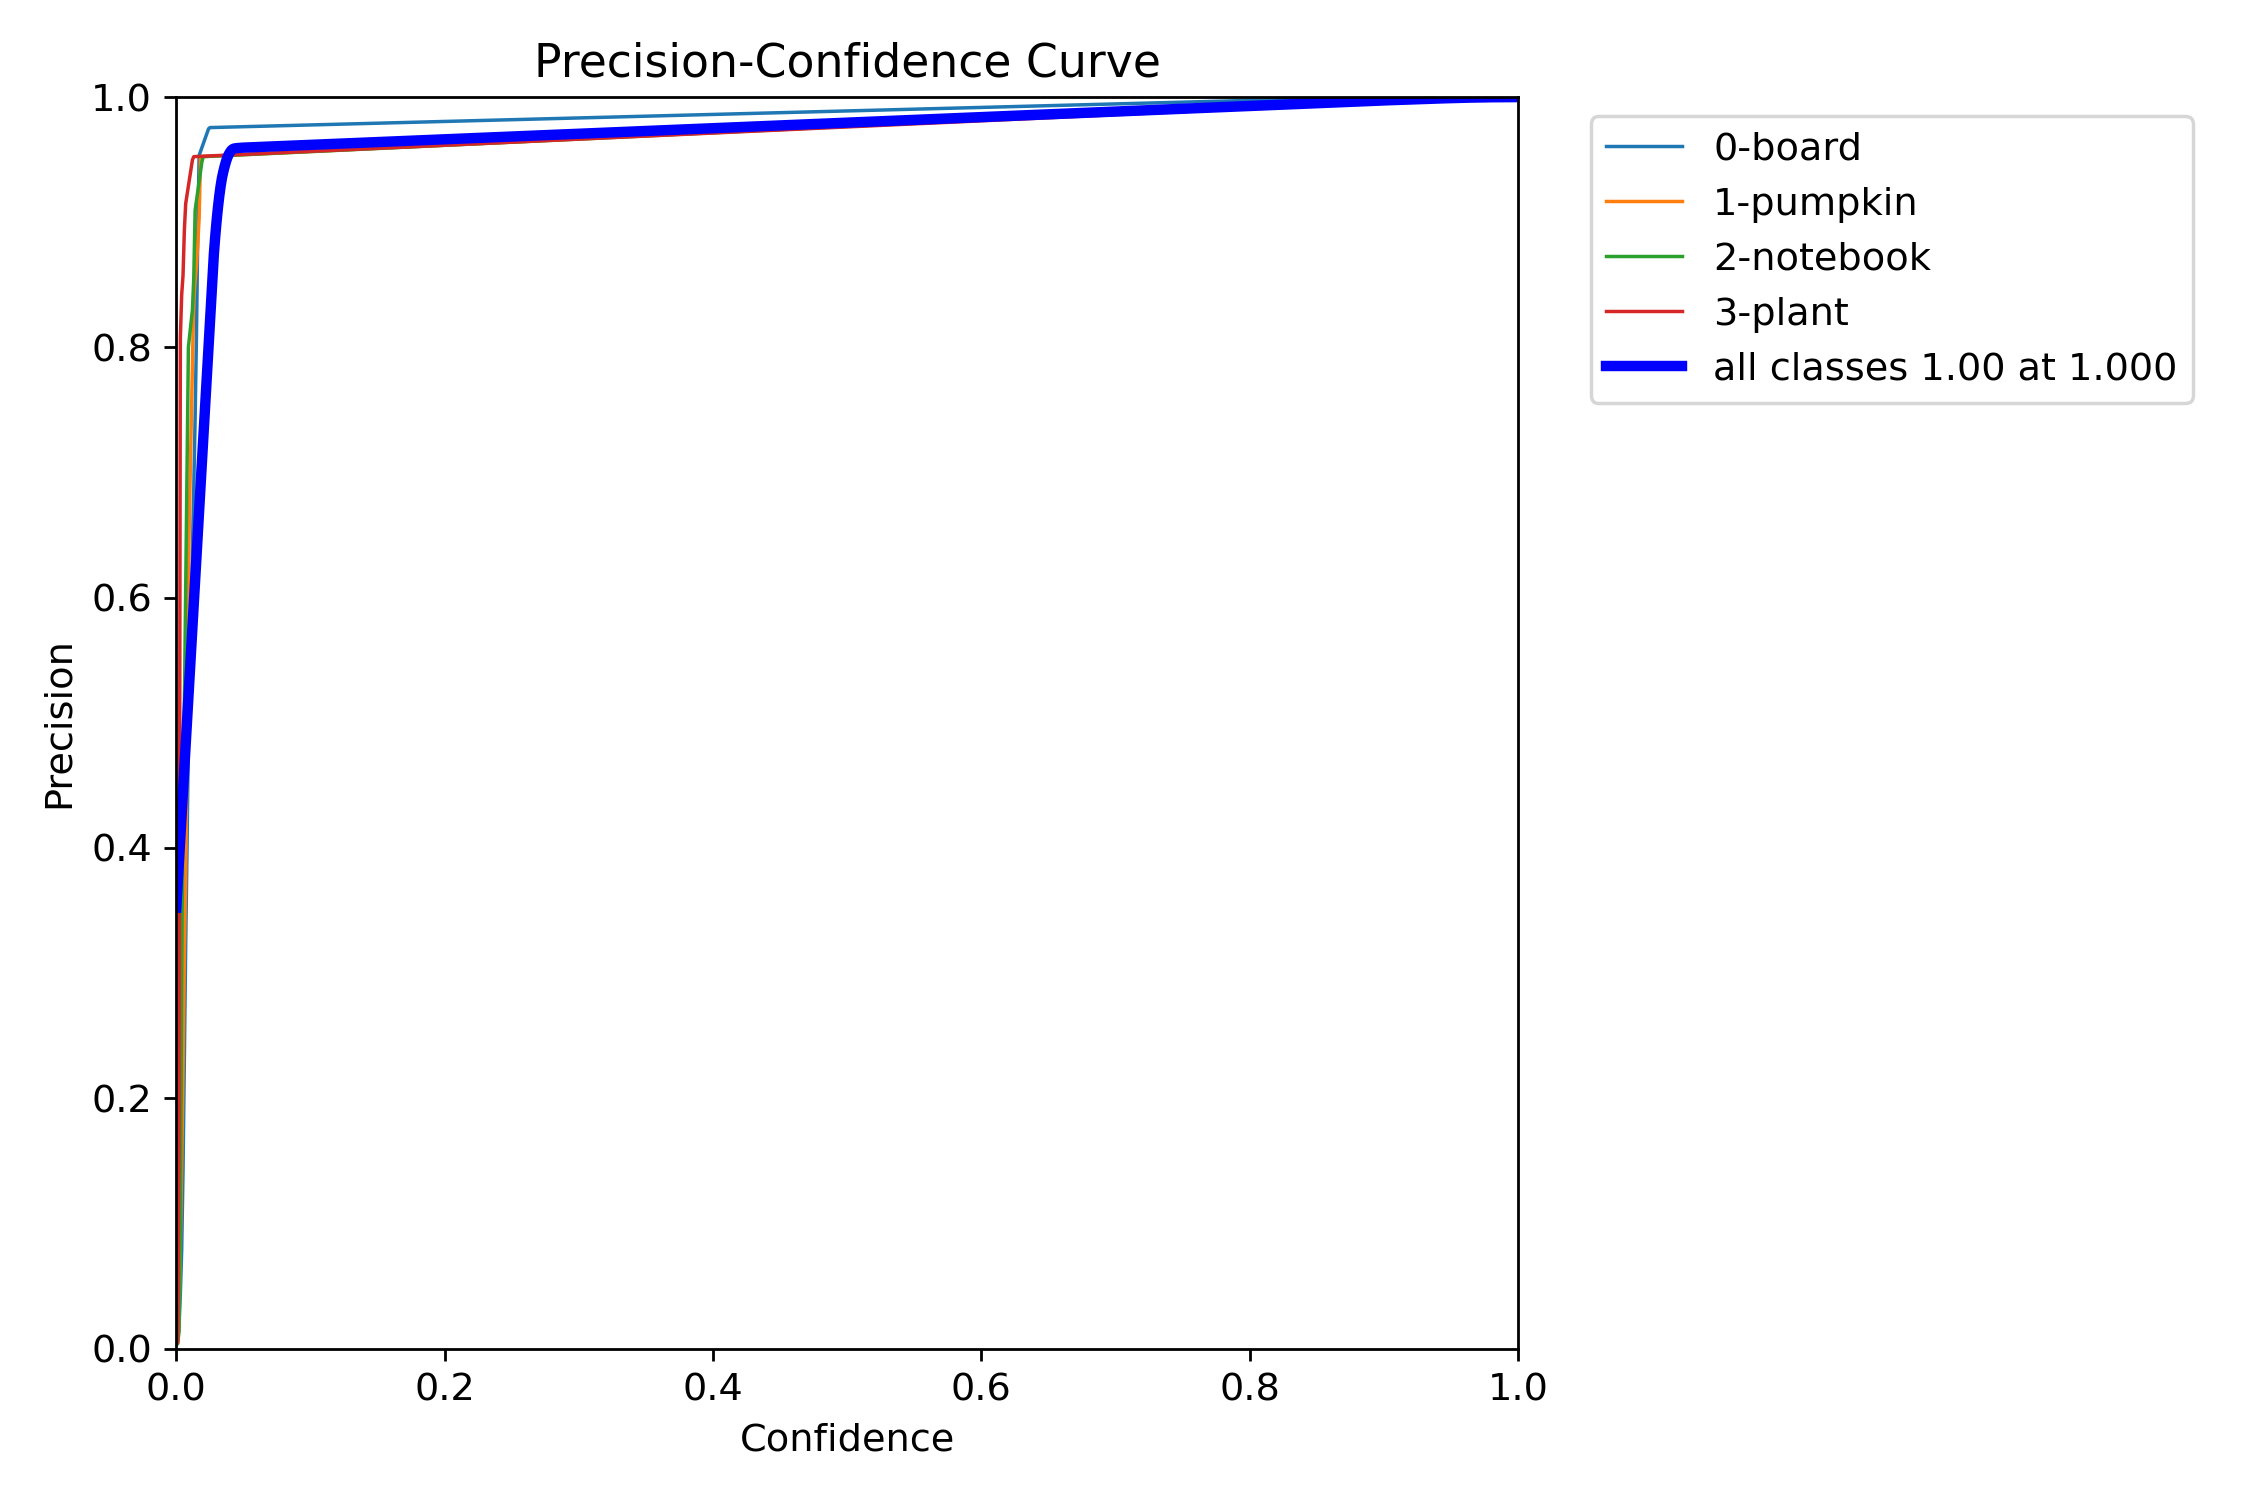 Precision-Confidence Curve
1.0
0.8
0.6
0.4
0.2
0.0
Precision
0.0 0.2 0.4 0.6 0.8 1.0
Confidence
0-board
1-pumpkin
2-notebook
3-plant
all classes 1.00 at 1.000